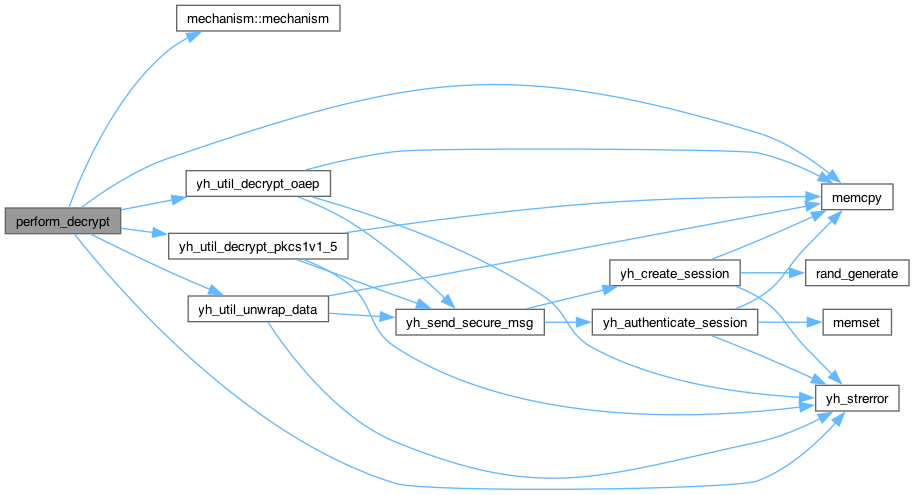 mechanism::mechanism
yh_util_decrypt_oaep
memcpy
perform_decrypt
yh_util_decrypt_pkcs1v1_5
yh_create_session
rand_generate
yh_util_unwrap_data
yh_send_secure_msg
yh_authenticate_session
memset
yh_strerror